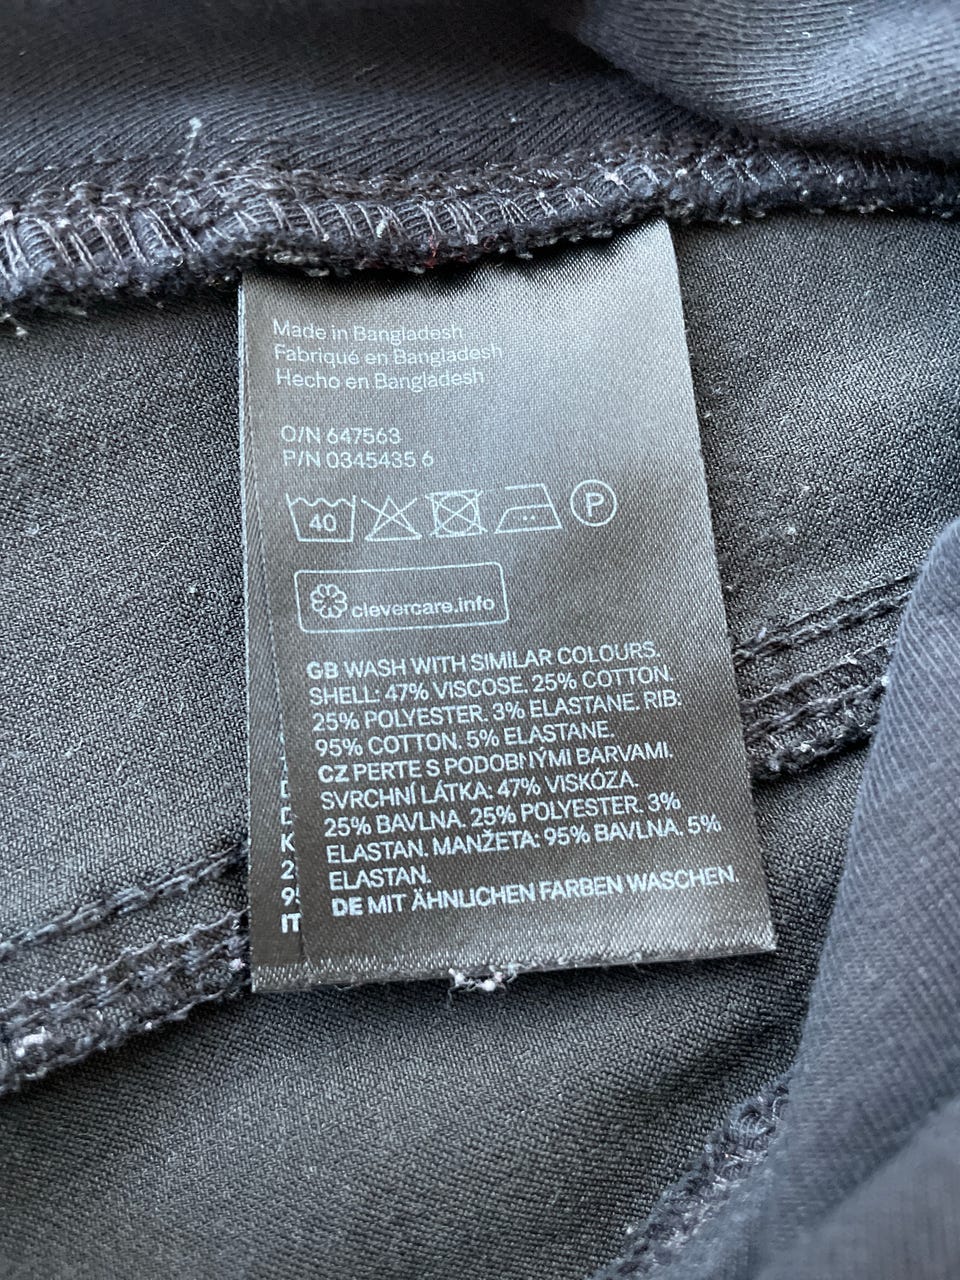 Made in Bangladesh
Fabriqué en Bangladesh
Hecho en Bangladesh
O/N 647563
P/N 0345435 6
40
P
clevercare.info
GB WASH WITH SIMILAR COLOURS.
SHELL: 47% VISCOSE. 25% COTTON.
25% POLYESTER. 3% ELASTANE. RIB:
95% COTTON. 5% ELASTANE.
CZ PERTE S PODOBNÝMI BARVAMI.
SVRCHNÍ LÁTKA: 47% VISKÓZA.
25% BAVLNA. 25% POLYESTER. 3%
ELASTAN. MANŽETA: 95% BAVLNA. 5%
ELASTAN.
DE MIT ÄHNLICHEN FARBEN WASCHEN.
K
2
9
IT